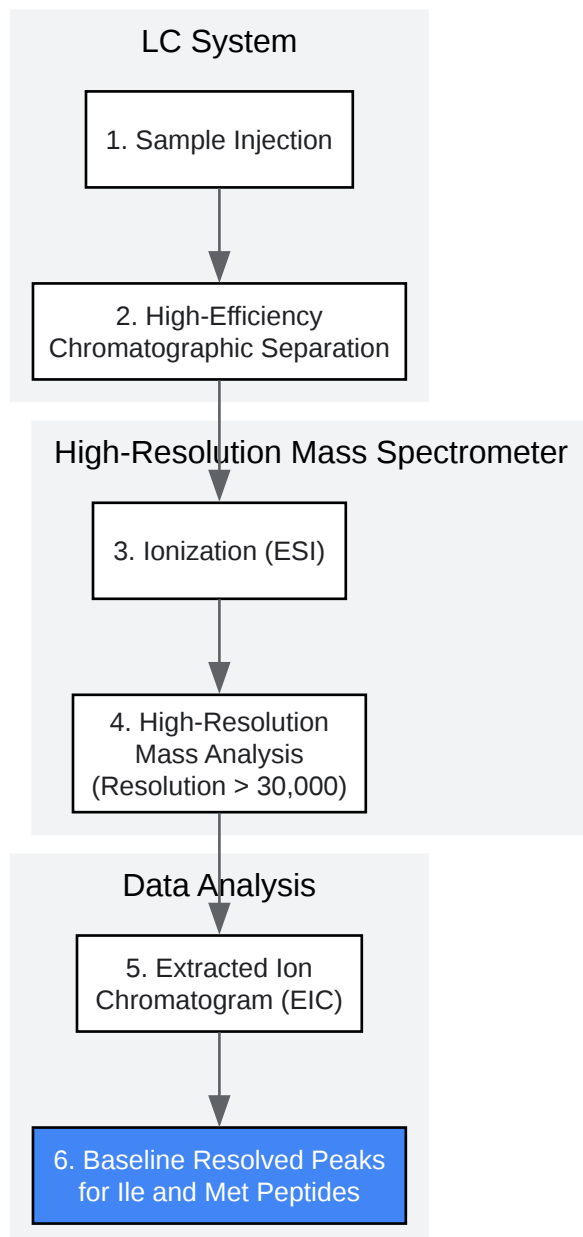 LC System
1. Sample Injection
2. High-Efficiency
Chromatographic Separation
High-Resolution Mass Spectrometer
3. Ionization (ESI)
4. High-Resolution
Mass Analysis
(Resolution > 30,000)
Data Analysis
5. Extracted Ion
Chromatogram (EIC)
6. Baseline Resolved Peaks
for Ile and Met Peptides